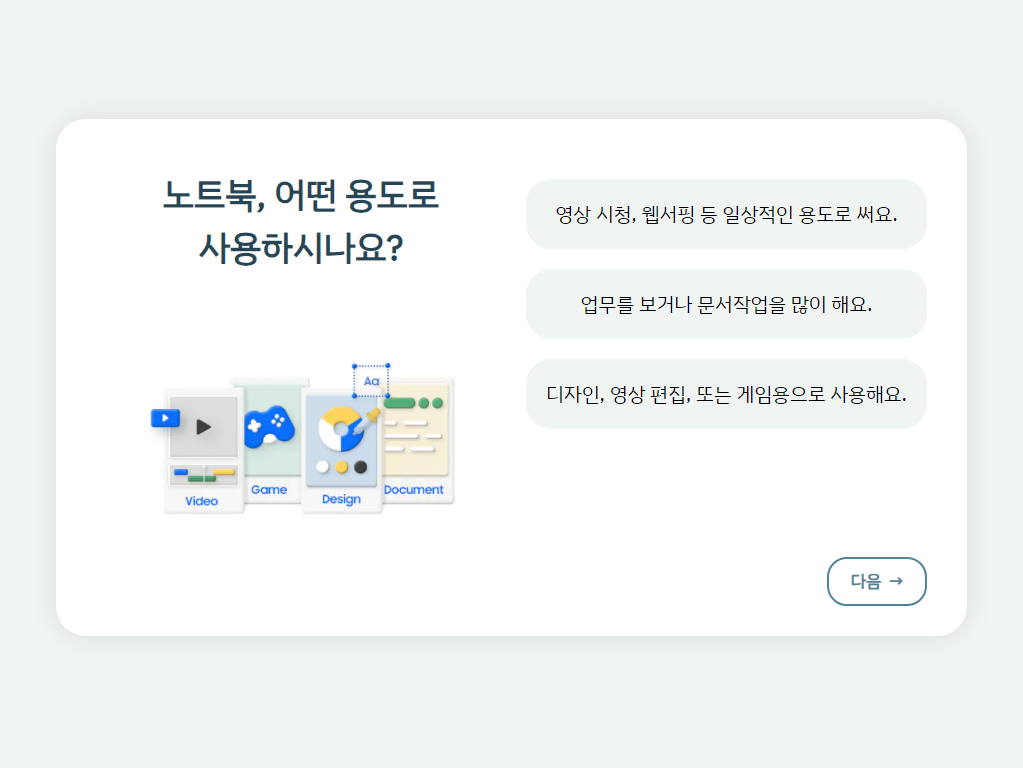 노트북, 어떤 용도로
사용하시나요?
Aa
Video
Game
Design
Document
영상 시청, 웹서핑 등 일상적인 용도로 써요.
업무를 보거나 문서작업을 많이 해요.
디자인, 영상 편집, 또는 게임용으로 사용해요.
다음 →